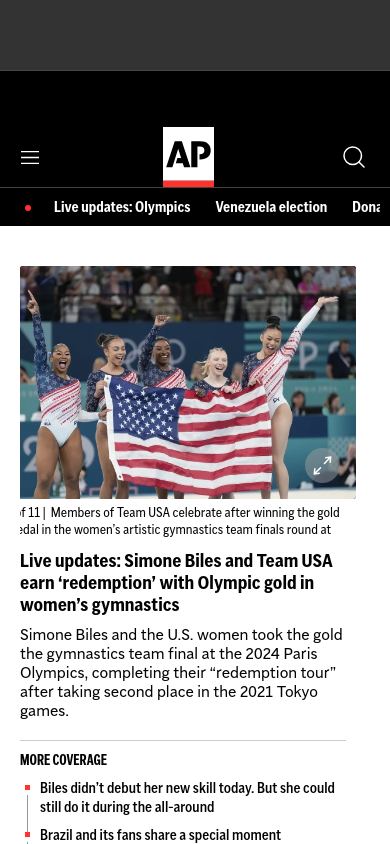 AP
Live updates: Olympics Venezuela election Dona
of 11 | Members of Team USA celebrate after winning the gold
edal in the women’s artistic gymnastics team finals round at
Live updates: Simone Biles and Team USA
earn ‘redemption’ with Olympic gold in
women’s gymnastics
Simone Biles and the U.S. women took the gold
the gymnastics team final at the 2024 Paris
Olympics, completing their “redemption tour”
after taking second place in the 2021 Tokyo
games.
MORE COVERAGE
Biles didn’t debut her new skill today. But she could
still do it during the all-around
Brazil and its fans share a special moment